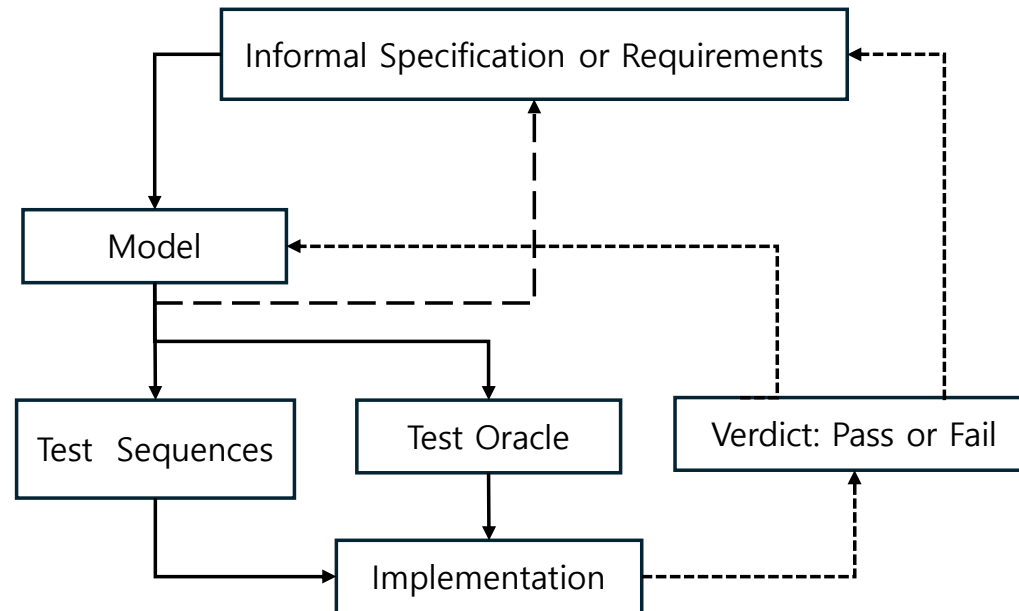 Informal Specification or Requirements
Model
Test Sequences
Test Oracle
Verdict: Pass or Fail
Implementation